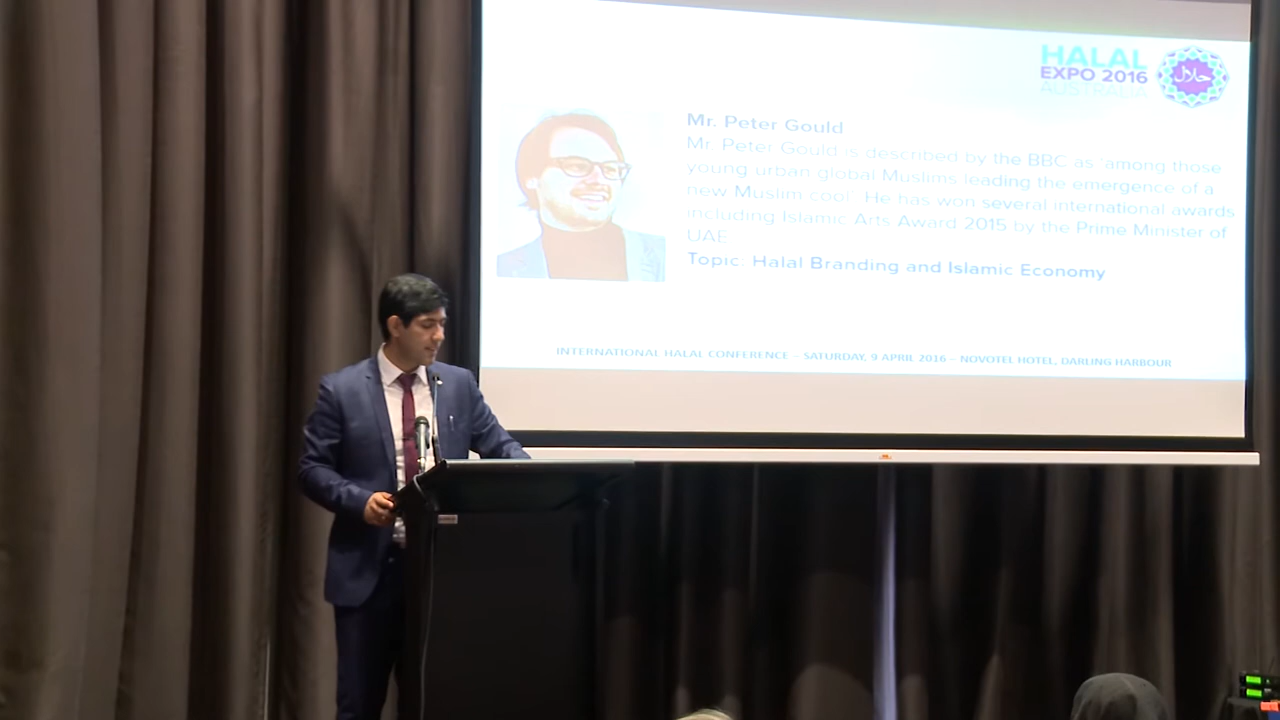 HALAL
EXPO 2016
AUSTRALIA
حلال
Mr. Peter Gould
Mr. Peter Gould is described by the BBC as 'among those
young urban global Muslims leading the emergence of a
new Muslim cool'. He has won several international awards
including Islamic Arts Award 2015 by the Prime Minister of
UAE
Topic: Halal Branding and Islamic Economy
INTERNATIONAL HALAL CONFERENCE – SATURDAY, 9 APRIL 2016 – NOVOTEL HOTEL, DARLING HARBOUR